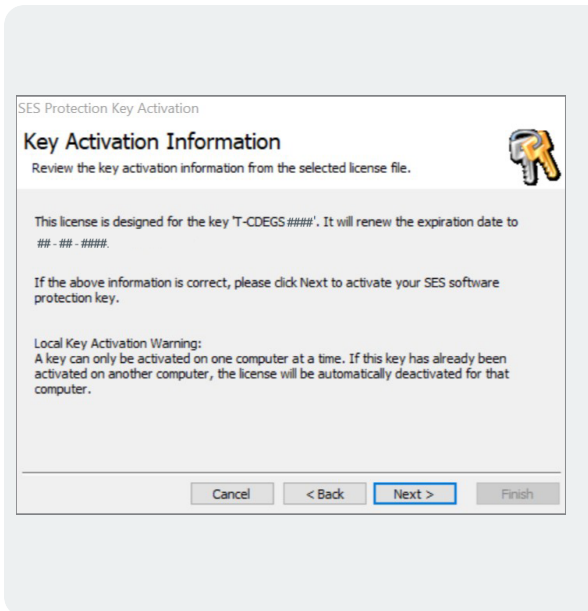 SES Protection Key Activation
Key Activation Information
Review the key activation information from the selected license file.
This license is designed for the key 'T-CDEGS ####'. It will renew the expiration date to
## - ## - ####.
If the above information is correct, please click Next to activate your SES software
protection key.
Local Key Activation Warning:
A key can only be activated on one computer at a time. If this key has already been
activated on another computer, the license will be automatically deactivated for that
computer.
Cancel
< Back
Next >
Finish